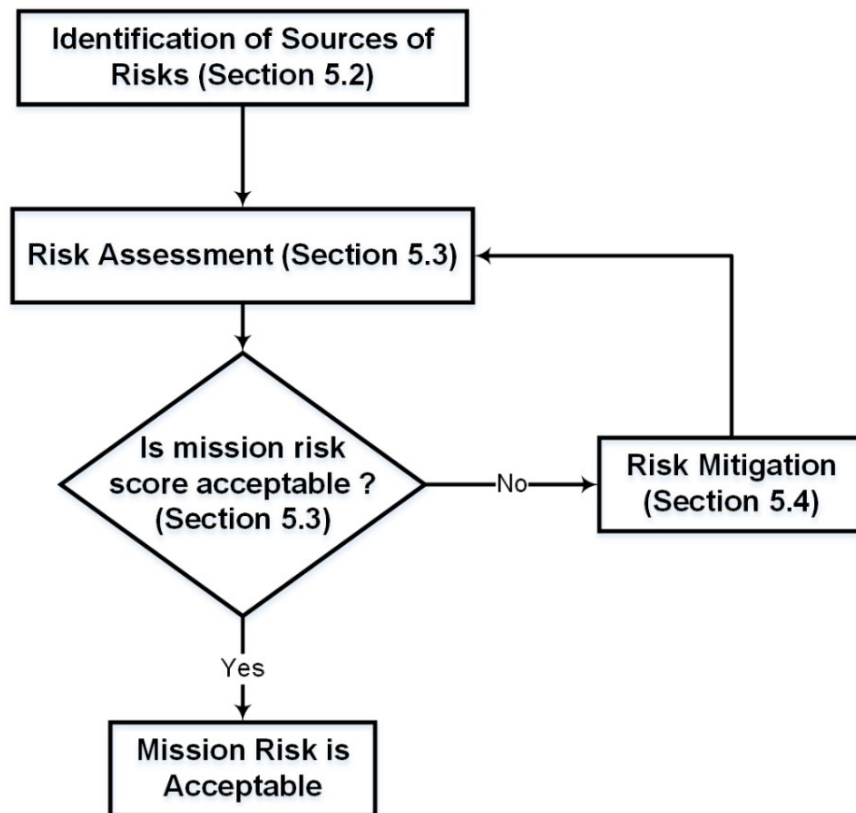 Identification of Sources of
Risks (Section 5.2)
Risk Assessment (Section 5.3)
Is mission risk
score acceptable ?
(Section 5.3)
No
Risk Mitigation
(Section 5.4)
Yes
Mission Risk is
Acceptable